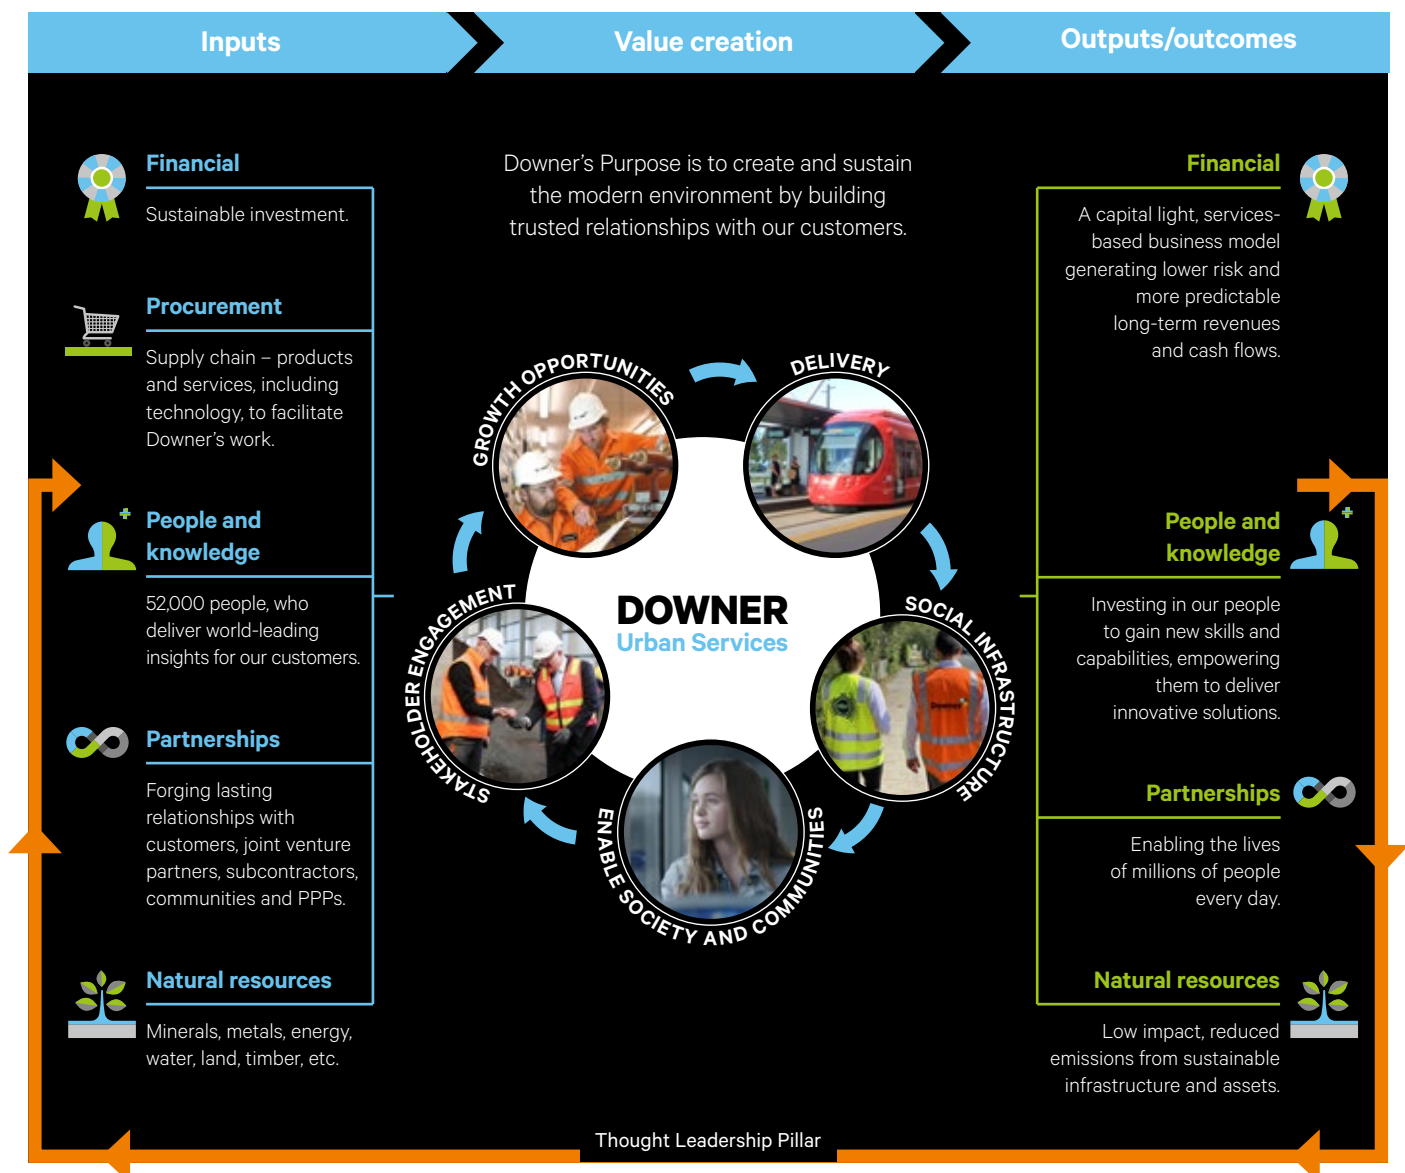 Inputs
Value creation
Outputs/outcomes
Financial
Sustainable investment.
Procurement
Supply chain – products
and services, including
technology, to facilitate
Downer's work.
People and
knowledge
52,000 people, who
deliver world-leading
insights for our customers.
Partnerships
Forging lasting
relationships with
customers, joint venture
partners, subcontractors,
communities and PPPs.
Natural resources
Minerals, metals, energy,
water, land, timber, etc.
Downer's Purpose is to create and sustain
the modern environment by building
trusted relationships with our customers.
GROWTH OPPORTUNITIES
DELIVERY
SOCIAL INFRASTRUCTURE
ENABLE SOCIETY AND COMMUNITIES
STAKEHOLDER ENGAGEMENT
DOWNER
Urban Services
Downer
Financial
A capital light, services-
based business model
generating lower risk and
more predictable
long-term revenues
and cash flows.
People and
knowledge
Investing in our people
to gain new skills and
capabilities, empowering
them to deliver
innovative solutions.
Partnerships
Enabling the lives
of millions of people
every day.
Natural resources
Low impact, reduced
emissions from sustainable
infrastructure and assets.
Thought Leadership Pillar